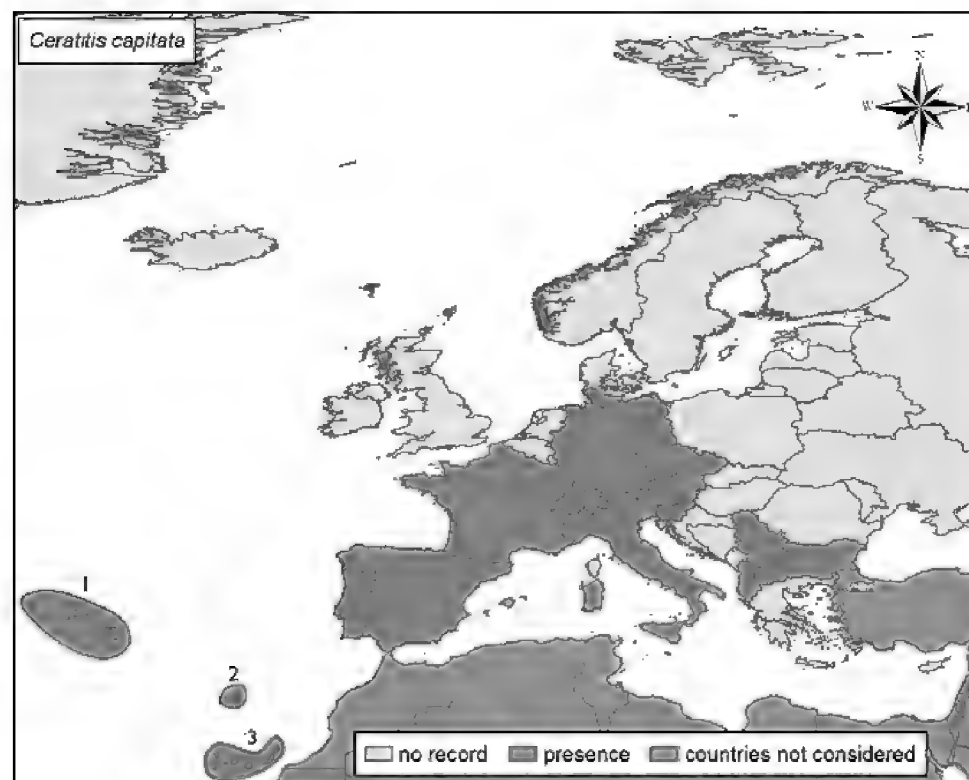 Ceratitis capitata
N
W
S
1
2
3
no record presence countries not considered